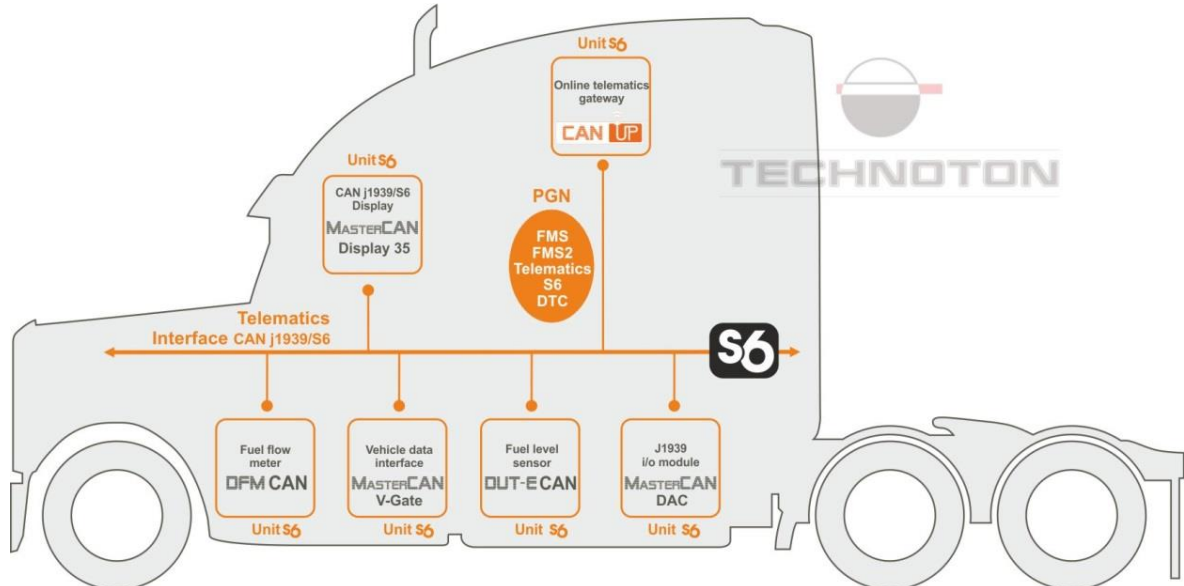 Unit S6
Online telematics
gateway
CAN UP
TECHNOTON
Unit S6
CAN j1939/S6
Display
MASTERCAN
Display 35
PGN
FMS
FMS2
Telematics
S6
DTC
Telematics
Interface CAN j1939/S6
S6
Fuel flow
meter
DFM CAN
Unit S6
Vehicle data
interface
MASTERCAN
V-Gate
Unit S6
Fuel level
sensor
DUT-E CAN
Unit S6
J1939
i/o module
MASTERCAN
DAC
Unit S6